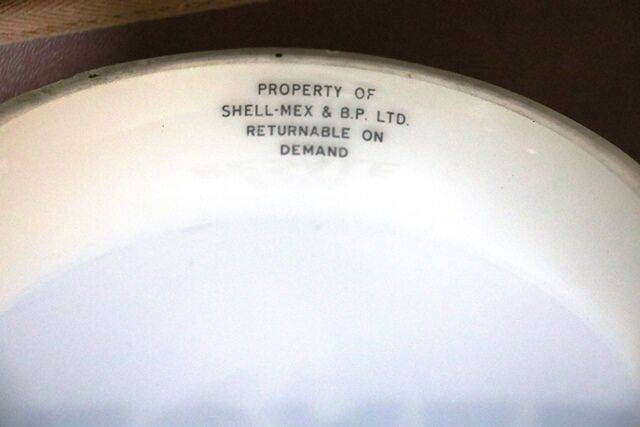 PROPERTY OF
SHELL-MEX & B.P. LTD.
RETURNABLE ON
DEMAND